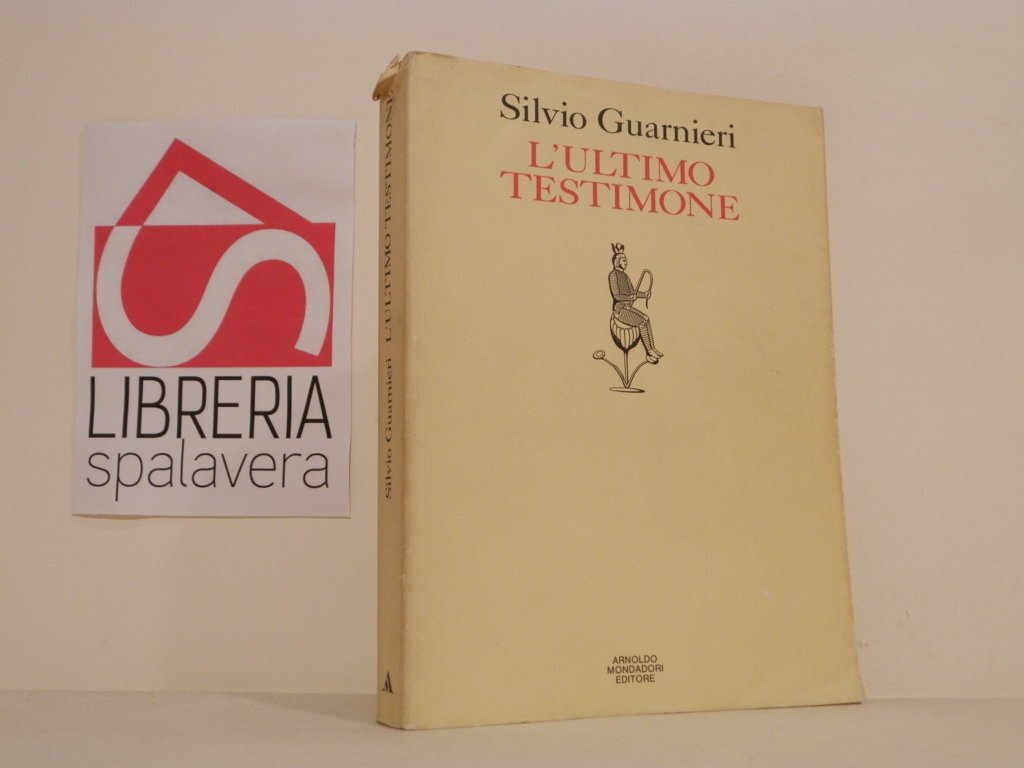 LIBRERIA
spalavera
Silvio Guarnieri L'ULTIMO TESTIMONE
Silvio Guarnieri
L'ULTIMO
TESTIMONE
ARNOLDO
MONDADORI
EDITORE